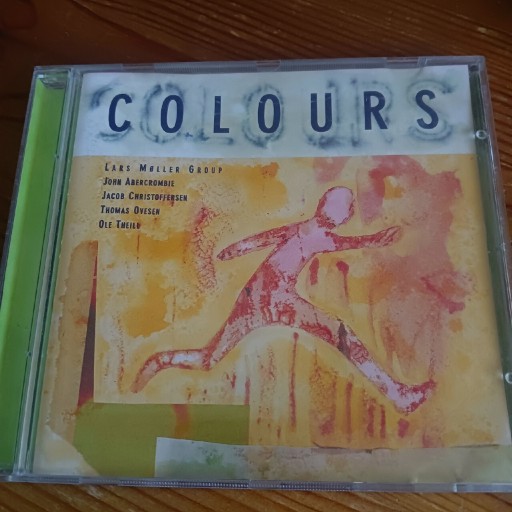 COLOURS
LARS MØLLER GROUP
JOHN ABERCROMBIE
JACOB CHRISTOFFERSEN
THOMAS OVESEN
OLE THEILL